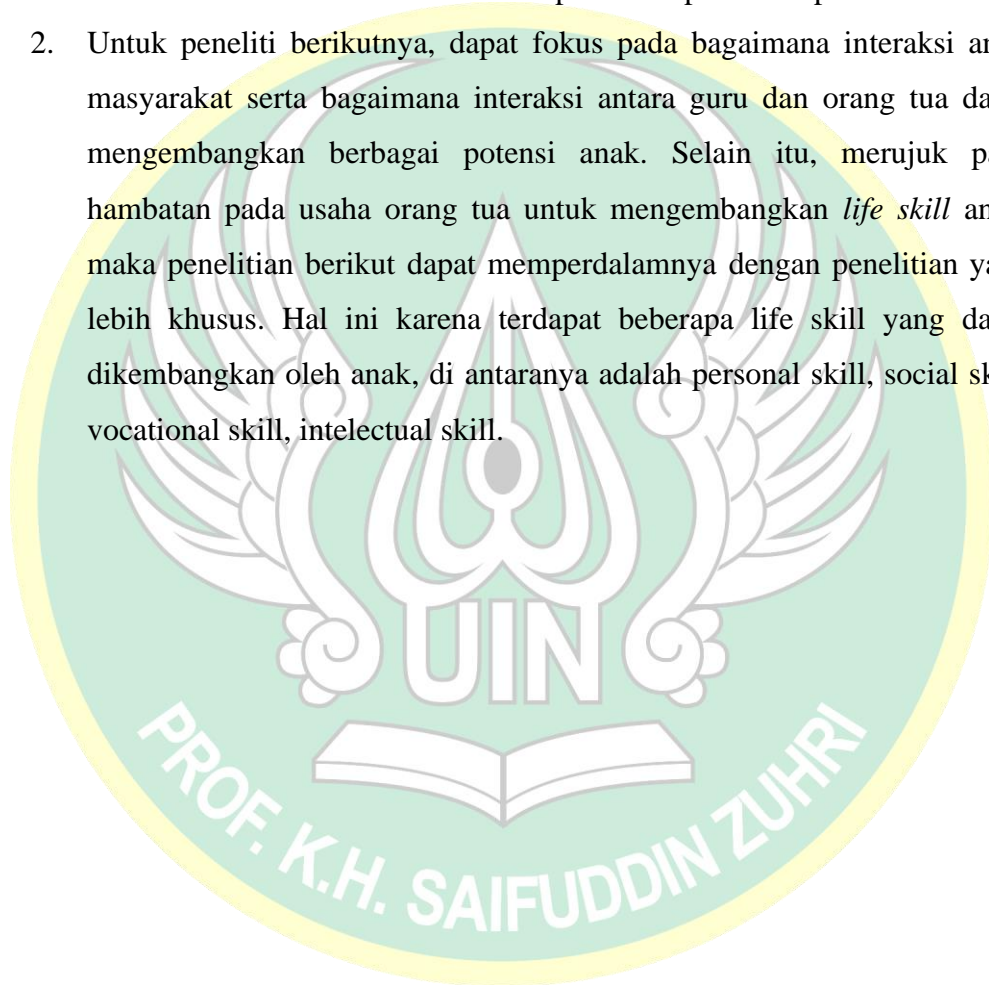 2. Untuk peneliti berikutnya, dapat fokus pada bagaimana interaksi an
masyarakat serta bagaimana interaksi antara guru dan orang tua da
mengembangkan berbagai potensi anak. Selain itu, merujuk pa
hambatan pada usaha orang tua untuk mengembangkan life skill an
maka penelitian berikut dapat memperdalamnya dengan penelitian ya
lebih khusus. Hal ini karena terdapat beberapa life skill yang da
dikembangkan oleh anak, di antaranya adalah personal skill, social sk
vocational skill, intelectual skill.
UIN
PROF. K.H. SAIFUDDIN ZUHRI